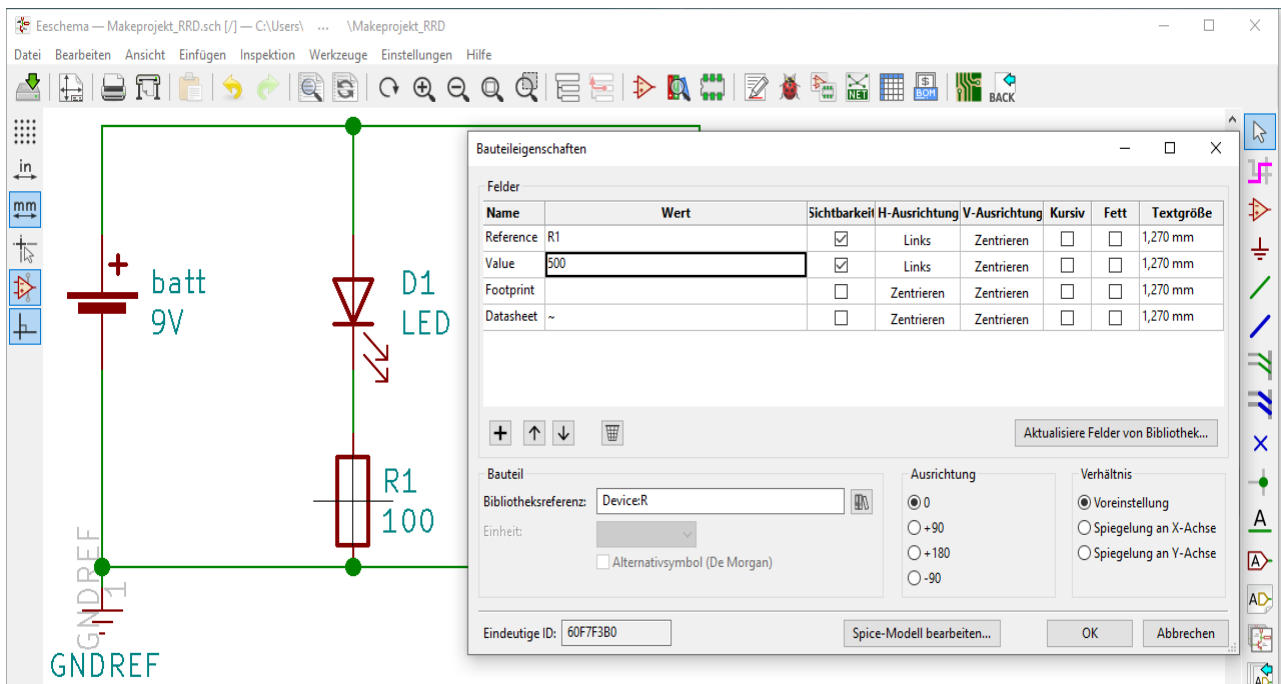 Eeschema — Makeprojekt_RRD.sch [/] — C:\Users\ ... \Makeprojekt_RRD
Datei Bearbeiten Ansicht Einfügen Inspektion Werkzeuge Einstellungen Hilfe
NET
$
BOM
BACK
in
mm
batt
9V
D1
LED
R1
100
GNDREF
1
GNDREF
Bauteileigenschaften
Felder
Name Wert Sichtbarkeit H-Ausrichtung V-Ausrichtung Kursiv Fett Textgröße
Reference R1 Links Zentrieren 1,270 mm
Value 500 Links Zentrieren 1,270 mm
Footprint Zentrieren Zentrieren 1,270 mm
Datasheet ~ Zentrieren Zentrieren 1,270 mm
Aktualisiere Felder von Bibliothek...
Bauteil
Bibliotheksreferenz: Device:R
Einheit:
Alternativsymbol (De Morgan)
Ausrichtung
0
+90
+180
-90
Verhältnis
Voreinstellung
Spiegelung an X-Achse
Spiegelung an Y-Achse
Eindeutige ID: 60F7F3B0
Spice-Modell bearbeiten... OK Abbrechen
A
A
AD
AD